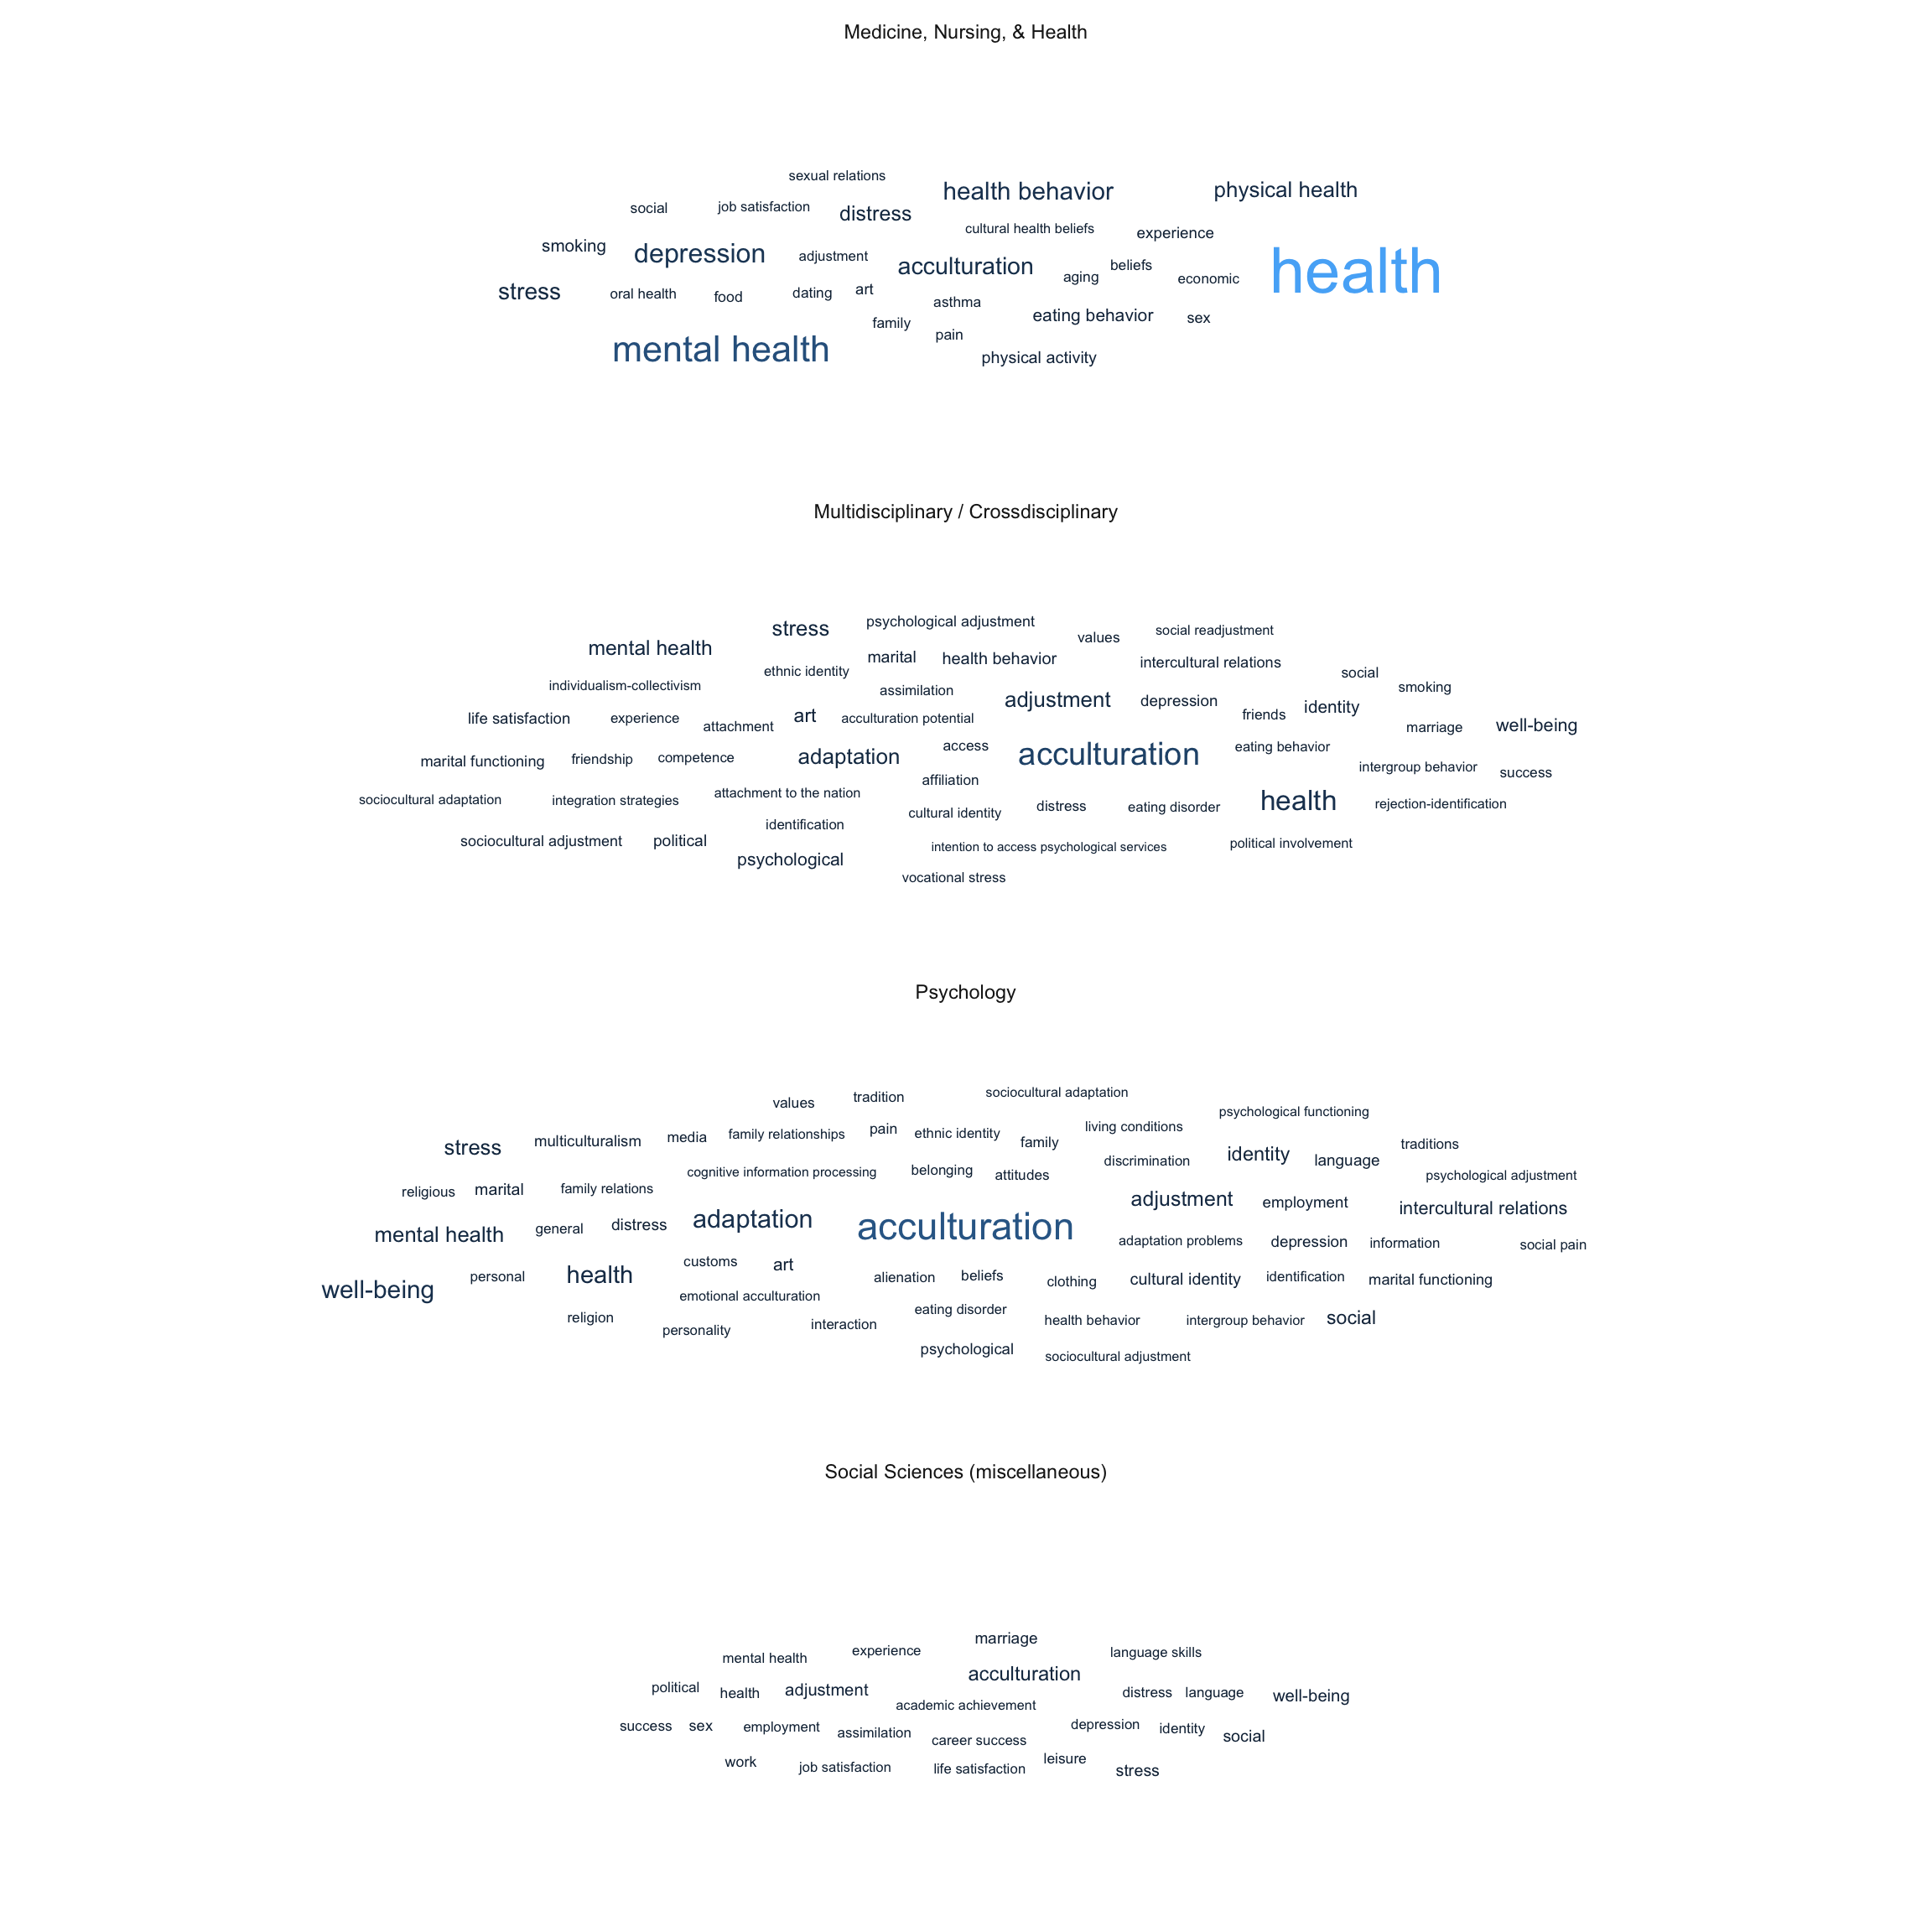 Medicine, Nursing, & Health
sexual relations
health behavior
physical health
social
job satisfaction
distress
cultural health beliefs
experience
smoking
depression
adjustment
acculturation
beliefs
aging
economic
health
stress
oral health
food
dating
art
asthma
eating behavior
sex
family
pain
mental health
physical activity
Multidisciplinary / Crossdisciplinary
psychological adjustment
stress
values
social readjustment
mental health
marital
health behavior
intercultural relations
ethnic identity
social
individualism-collectivism
assimilation
smoking
adjustment
depression
identity
life satisfaction
experience
attachment
art
acculturation potential
friends
marriage
well-being
access
acculturation
eating behavior
marital functioning
friendship
competence
adaptation
intergroup behavior
success
affiliation
sociocultural adaptation
integration strategies
attachment to the nation
distress
eating disorder
health
rejection-identification
cultural identity
identification
sociocultural adjustment
political
intention to access psychological services
political involvement
psychological
vocational stress
Psychology
sociocultural adaptation
values
tradition
psychological functioning
living conditions
stress
multiculturalism
media
family relationships
pain
ethnic identity
family
traditions
identity
discrimination
language
cognitive information processing
belonging
attitudes
psychological adjustment
religious
marital
family relations
adjustment
employment
intercultural relations
mental health
general
distress
adaptation
acculturation
adaptation problems
depression
information
social pain
customs
art
well-being
personal
health
alienation
beliefs
clothing
cultural identity
identification
marital functioning
emotional acculturation
eating disorder
religion
personality
interaction
health behavior
intergroup behavior
social
psychological
sociocultural adjustment
Social Sciences (miscellaneous)
marriage
mental health
experience
language skills
acculturation
political
health
adjustment
distress
language
well-being
academic achievement
success
sex
employment
assimilation
career success
depression
identity
social
work
job satisfaction
life satisfaction
leisure
stress